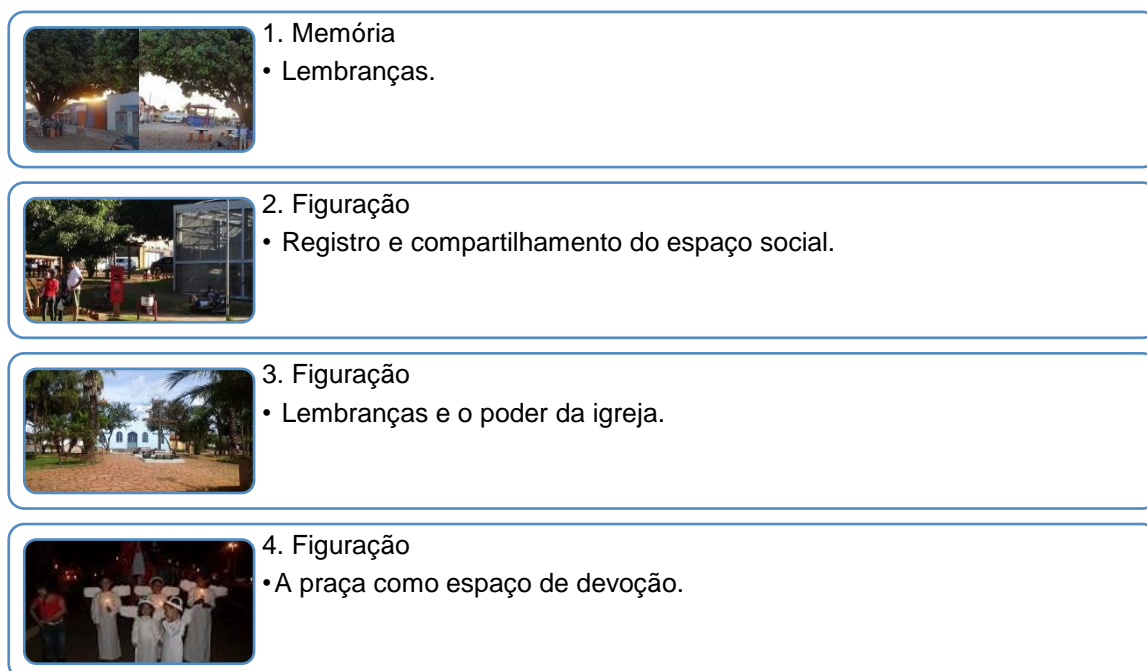 1. Memória
• Lembranças.
2. Figuração
• Registro e compartilhamento do espaço social.
3. Figuração
• Lembranças e o poder da igreja.
4. Figuração
•A praça como espaço de devoção.